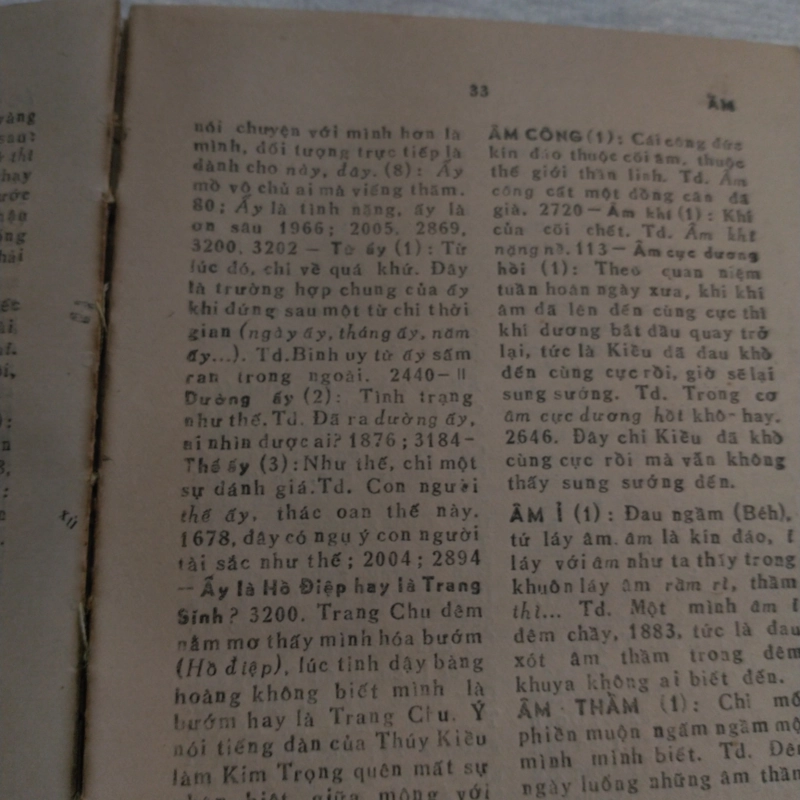 33
ÂM
nói chuyện với mình hơn là
mình, đối tượng trực tiếp là
dành cho này, đây. (8): Ấy
mồ vô chủ ai mà viếng thăm.
80; Ấy là tình nặng, ấy là
ơn sâu 1966; 2005. 2869,
3200, 3202 — Từ ấy (1): Từ
lúc đó, chỉ về quá khứ. Đây
là trường hợp chung của ấy
khi đứng sau một từ chỉ thời
gian (ngày ấy, tháng ấy, năm
ấy...). Td. Binh uy từ ấy sấm
ran trong ngoài. 2440—
Dường ấy (2): Tình trạng
như thế. Td. Đã ra dường ấy,
ai nhìn được ai? 1876; 3184—
Thế ấy (3): Như thế, chỉ một
sự đánh giá. Td. Con người
thế ấy, thác oan thế này.
1678, đây có ngụ ý con người
tài sắc như thế; 2004; 2894
— Ấy là Hồ Điệp hay là Trang
Sinh? 3200. Trang Chu đêm
nằm mơ thấy mình hóa bướm
(Hồ điệp), lúc tỉnh dậy bàng
hoàng không biết mình là
bướm hay là Trang Chu. Ý
nói tiếng đàn của Thúy Kiều
làm Kim Trọng quên mất sự
biệt giữa mộng với
ÂM CÔNG (1): Cái công đức
kín đáo thuộc cõi âm, thuộc
thế giới thần linh. Td. Âm
công cất một đồng cân đã
già. 2720— Âm khí (1): Khí
của cõi chết. Td. Âm khí
nặng nề. 113— Âm cực dương
hồi (1): Theo quan niệm
tuần hoàn ngày xưa, khi khí
âm đã lên đến cùng cực thì
khí dương bắt đầu quay trở
lại, tức là Kiều đã đau khổ
đến cùng cực rồi, giờ sẽ lại
sung sướng. Td. Trong cơ
âm cực dương hồi khôn hay.
2646. Đây chỉ Kiều đã khổ
cùng cực rồi mà vẫn không
thấy sung sướng đến.
ÂM Ỉ (1): Đau ngầm (Béh),
từ láy âm. âm là kín đáo, ỉ
láy với âm như ta thấy trong
khuôn láy âm rầm rì, thầm
thì... Td. Một mình âm ỉ
đêm chầy, 1883, tức là đau
xót âm thầm trong đêm
khuya không ai biết đến.
ÂM THẦM (1): Chỉ mố
phiền muộn ngấm ngầm mộ
mình mình biết. Td. Đê
ngày luống những âm thầ